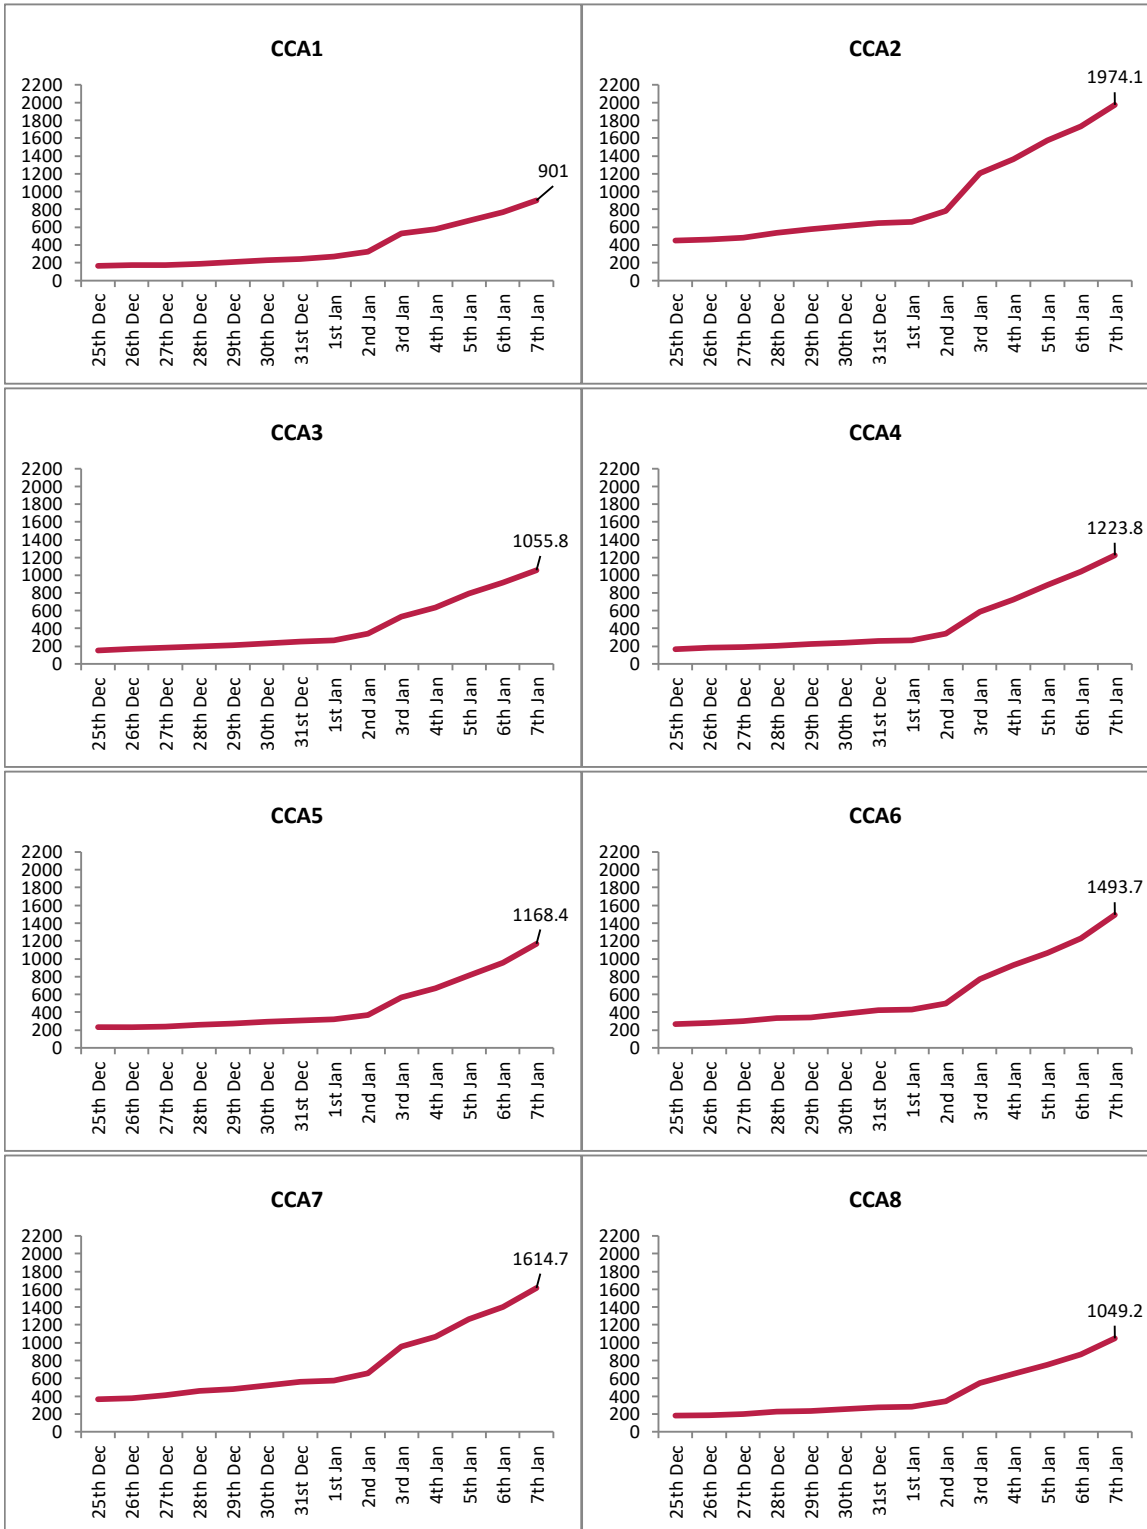 CCA1
901
2200
2000
1800
1600
1400
1200
1000
800
600
400
200
0
25th Dec
26th Dec
27th Dec
28th Dec
29th Dec
30th Dec
31st Dec
1st Jan
2nd Jan
3rd Jan
4th Jan
5th Jan
6th Jan
7th Jan
CCA2
1974.1
2200
2000
1800
1600
1400
1200
1000
800
600
400
200
0
25th Dec
26th Dec
27th Dec
28th Dec
29th Dec
30th Dec
31st Dec
1st Jan
2nd Jan
3rd Jan
4th Jan
5th Jan
6th Jan
7th Jan
CCA3
1055.8
2200
2000
1800
1600
1400
1200
1000
800
600
400
200
0
25th Dec
26th Dec
27th Dec
28th Dec
29th Dec
30th Dec
31st Dec
1st Jan
2nd Jan
3rd Jan
4th Jan
5th Jan
6th Jan
7th Jan
CCA4
1223.8
2200
2000
1800
1600
1400
1200
1000
800
600
400
200
0
25th Dec
26th Dec
27th Dec
28th Dec
29th Dec
30th Dec
31st Dec
1st Jan
2nd Jan
3rd Jan
4th Jan
5th Jan
6th Jan
7th Jan
CCA5
1168.4
2200
2000
1800
1600
1400
1200
1000
800
600
400
200
0
25th Dec
26th Dec
27th Dec
28th Dec
29th Dec
30th Dec
31st Dec
1st Jan
2nd Jan
3rd Jan
4th Jan
5th Jan
6th Jan
7th Jan
CCA6
1493.7
2200
2000
1800
1600
1400
1200
1000
800
600
400
200
0
25th Dec
26th Dec
27th Dec
28th Dec
29th Dec
30th Dec
31st Dec
1st Jan
2nd Jan
3rd Jan
4th Jan
5th Jan
6th Jan
7th Jan
CCA7
1614.7
2200
2000
1800
1600
1400
1200
1000
800
600
400
200
0
25th Dec
26th Dec
27th Dec
28th Dec
29th Dec
30th Dec
31st Dec
1st Jan
2nd Jan
3rd Jan
4th Jan
5th Jan
6th Jan
7th Jan
CCA8
1049.2
2200
2000
1800
1600
1400
1200
1000
800
600
400
200
0
25th Dec
26th Dec
27th Dec
28th Dec
29th Dec
30th Dec
31st Dec
1st Jan
2nd Jan
3rd Jan
4th Jan
5th Jan
6th Jan
7th Jan